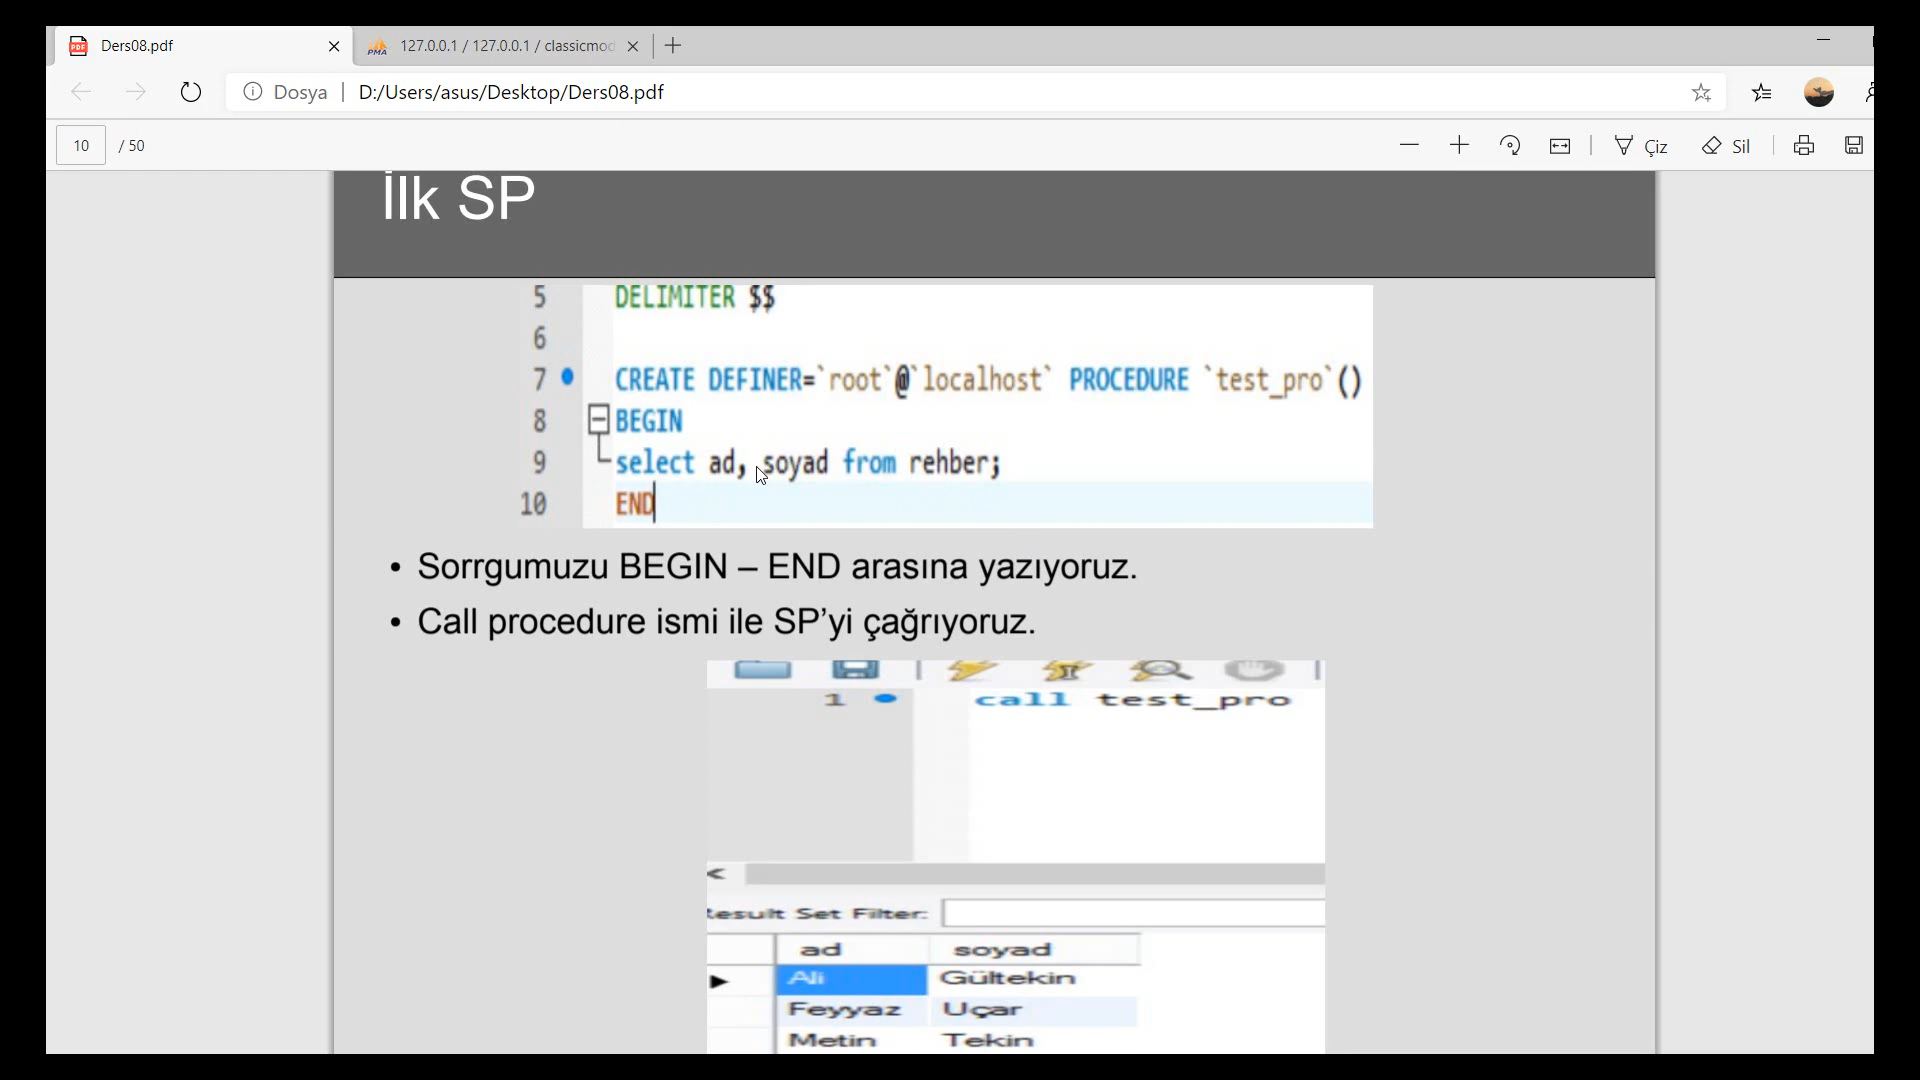 Ders08.pdf
127.0.0.1 / 127.0.0.1 / classicmod
Dosya | D:/Users/asus/Desktop/Ders08.pdf
10 / 50
Çiz
Sil
İlk SP
5 DELIMITER $$
6
7 CREATE DEFINER=`root`@`localhost` PROCEDURE `test_pro`()
8 BEGIN
9 select ad, soyad from rehber;
10 END
• Sorrgumuzu BEGIN – END arasına yazıyoruz.
• Call procedure ismi ile SP’yi çağrıyoruz.
1 call test_pro
Result Set Filter:
ad soyad
Ali Gültekin
Feyyaz Uçar
Metin Tekin